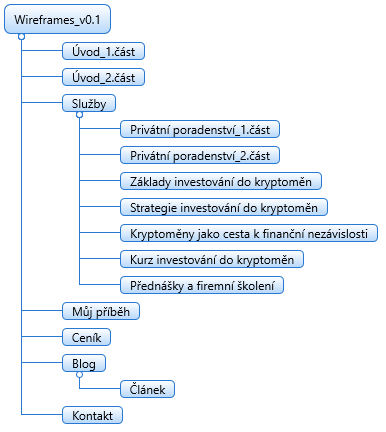 Wireframes_v0.1
Úvod_1.část
Úvod_2.část
Služby
Privátní poradenství_1.část
Privátní poradenství_2.část
Základy investování do kryptoměn
Strategie investování do kryptoměn
Kryptoměny jako cesta k finanční nezávislosti
Kurz investování do kryptoměn
Přednášky a firemní školení
Můj příběh
Ceník
Blog
Článek
Kontakt